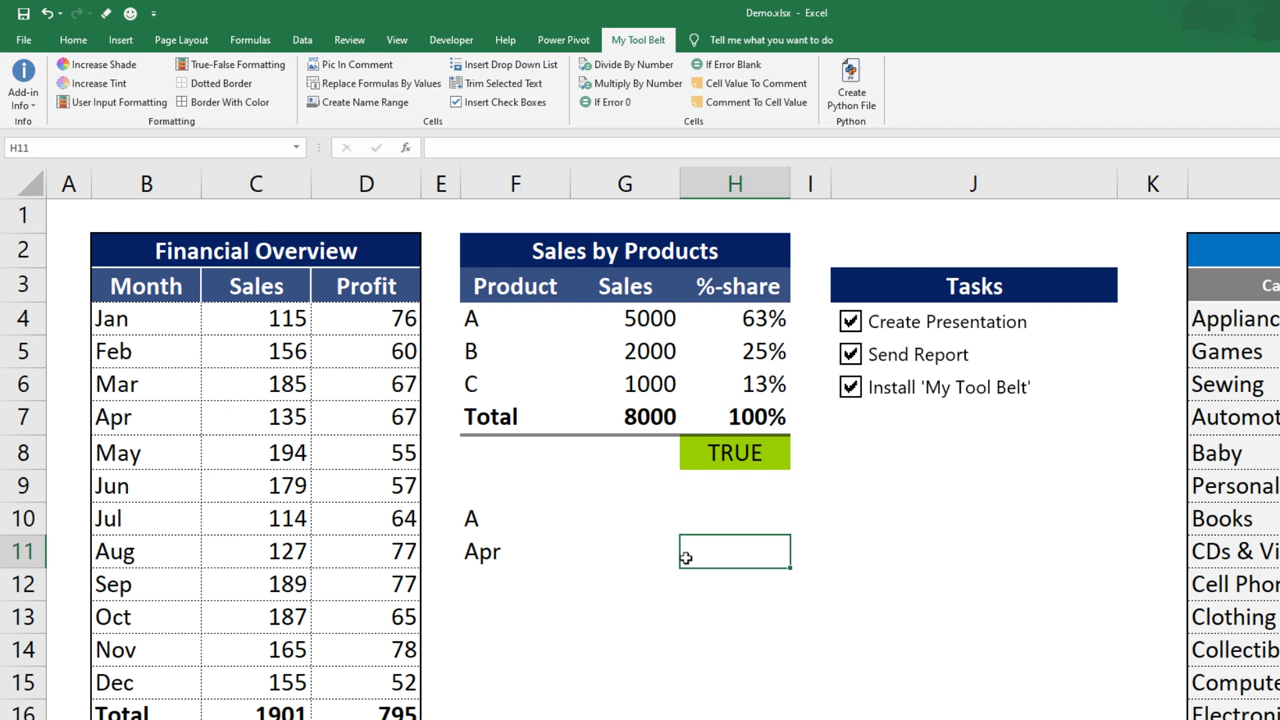 Demo.xlsx - Excel
File Home Insert Page Layout Formulas Data Review View Developer Help Power Pivot My Tool Belt Tell me what you want to do
Add-in
Info
Info
Increase Shade
Increase Tint
User Input Formatting
True-False Formatting
Dotted Border
Border With Color
Formatting
Pic In Comment
Replace Formulas By Values
Create Name Range
Insert Drop Down List
Trim Selected Text
Insert Check Boxes
Cells
Divide By Number
Multiply By Number
If Error 0
If Error Blank
Cell Value To Comment
Comment To Cell Value
Cells
Create
Python File
Python
H11 fx
A B C D E F G H I J K
1
2 Financial Overview Sales by Products
3 Month Sales Profit Product Sales %-share Tasks Ca
4 Jan 115 76 A 5000 63% Create Presentation Applianc
5 Feb 156 60 B 2000 25% Send Report Games
6 Mar 185 67 C 1000 13% Install 'My Tool Belt' Sewing
7 Apr 135 67 Total 8000 100% Automot
8 May 194 55 TRUE Baby
9 Jun 179 57 Personal
10 Jul 114 64 A Books
11 Aug 127 77 Apr CDs & Vi
12 Sep 189 77 Cell Phor
13 Oct 187 65 Clothing
14 Nov 165 78 Collectib
15 Dec 155 52 Compute
16 Total 1901 795 Electroni